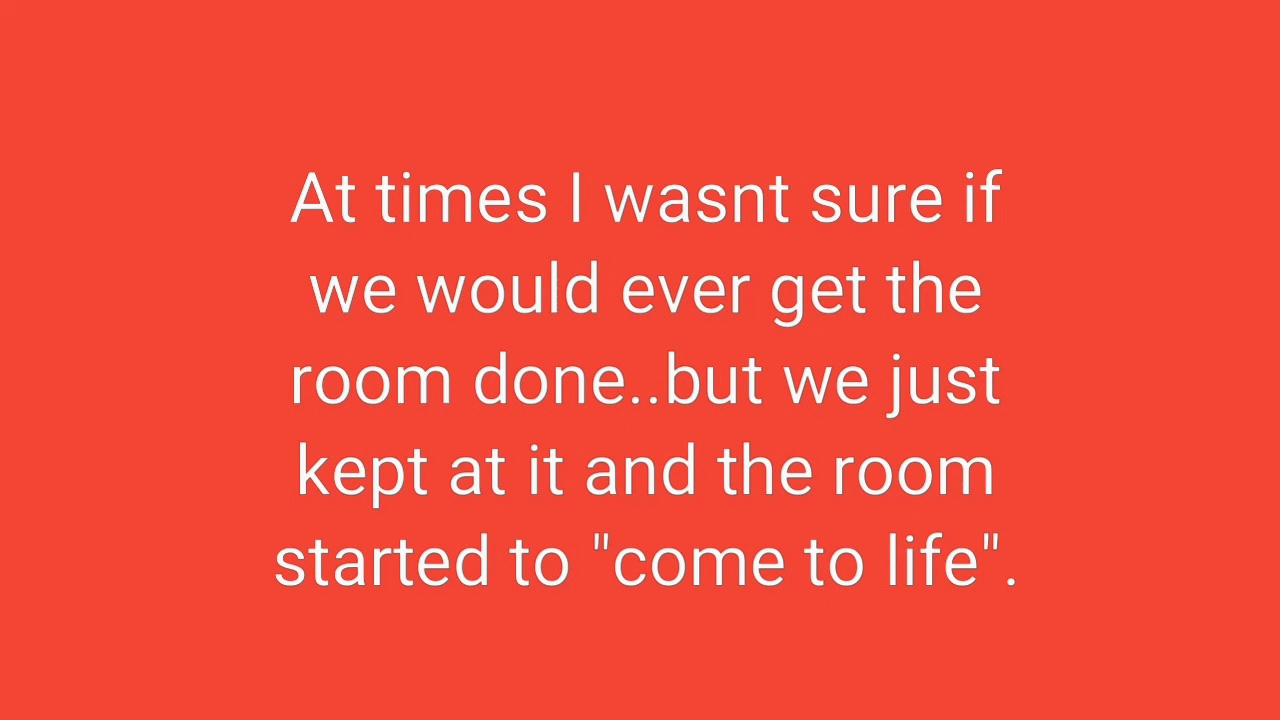 At times I wasnt sure if
we would ever get the
room done..but we just
kept at it and the room
started to "come to life".